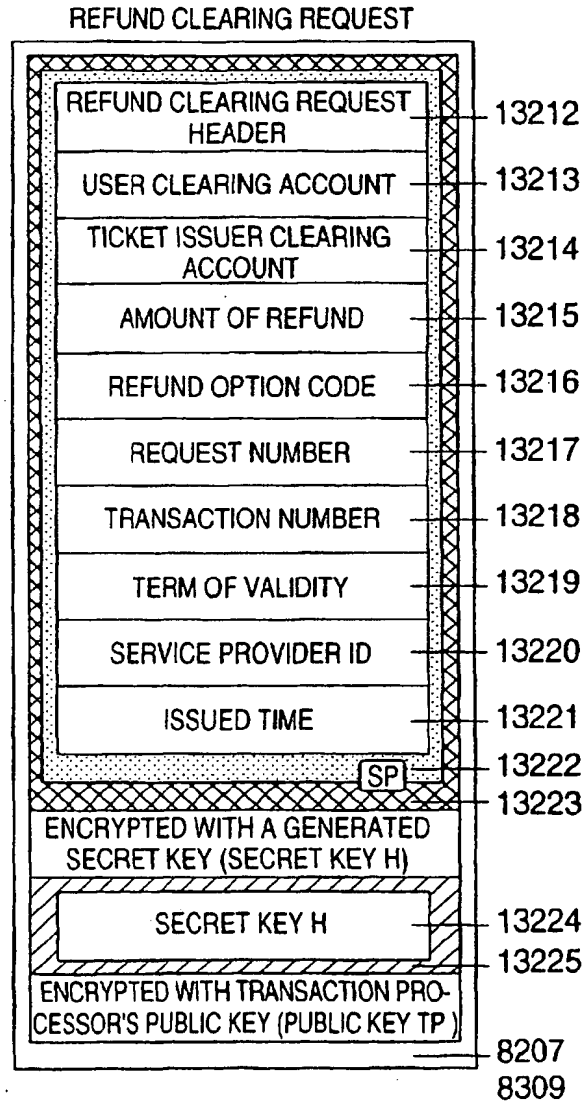 REFUND CLEARING REQUEST
REFUND CLEARING REQUEST
HEADER
13212
USER CLEARING ACCOUNT
13213
TICKET ISSUER CLEARING
ACCOUNT
13214
AMOUNT OF REFUND
13215
REFUND OPTION CODE
13216
REQUEST NUMBER
13217
TRANSACTION NUMBER
13218
TERM OF VALIDITY
13219
SERVICE PROVIDER ID
13220
ISSUED TIME
13221
SP
13222
13223
ENCRYPTED WITH A GENERATED
SECRET KEY (SECRET KEY H)
SECRET KEY H
13224
13225
ENCRYPTED WITH TRANSACTION PRO-
CESSOR'S PUBLIC KEY (PUBLIC KEY TP )
8207
8309